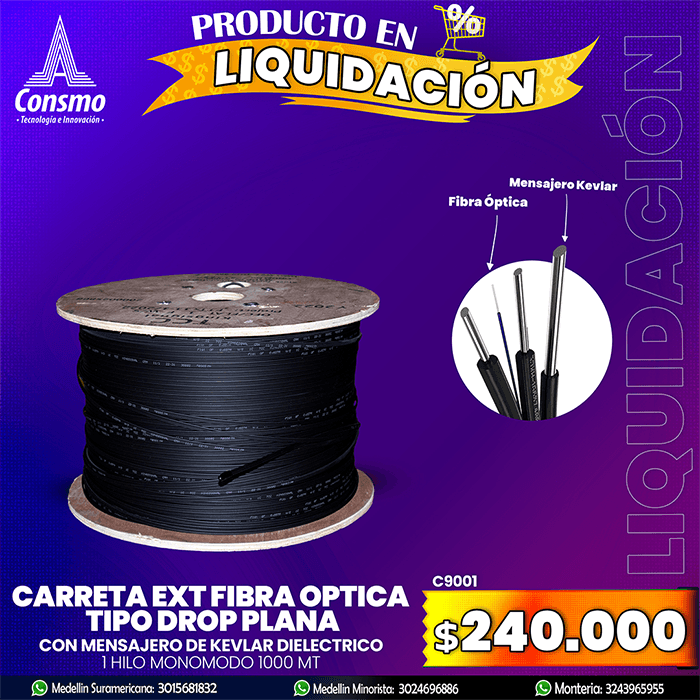 PRODUCTO EN
%
LIQUIDACIÓN
Consmo
• Tecnología e Innovación •
LIQUIDACIÓN
Mensajero Kevlar
Fibra Óptica
CARRETA EXT FIBRA OPTICA
TIPO DROP PLANA
CON MENSAJERO DE KEVLAR DIELECTRICO
1 HILO MONOMODO 1000 MT
C9001
$240.000
Medellin Suramericana: 3015681832
Medellin Minorista: 3024696886
Monteria: 3243965955